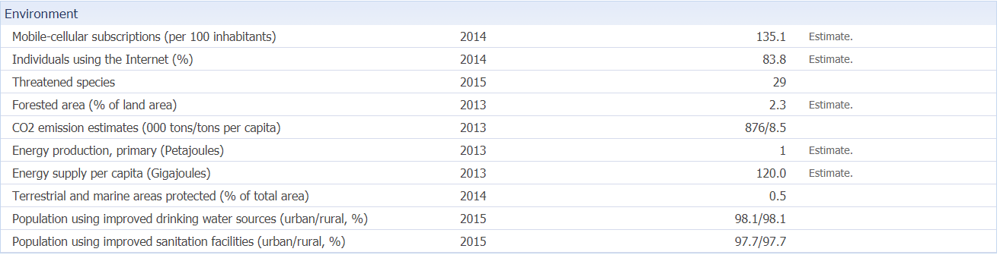 Environment
Mobile-cellular subscriptions (per 100 inhabitants) 2014 135.1 Estimate.
Individuals using the Internet (%) 2014 83.8 Estimate.
Threatened species 2015 29
Forested area (% of land area) 2013 2.3 Estimate.
CO2 emission estimates (000 tons/tons per capita) 2013 876/8.5
Energy production, primary (Petajoules) 2013 1 Estimate.
Energy supply per capita (Gigajoules) 2013 120.0 Estimate.
Terrestrial and marine areas protected (% of total area) 2014 0.5
Population using improved drinking water sources (urban/rural, %) 2015 98.1/98.1
Population using improved sanitation facilities (urban/rural, %) 2015 97.7/97.7